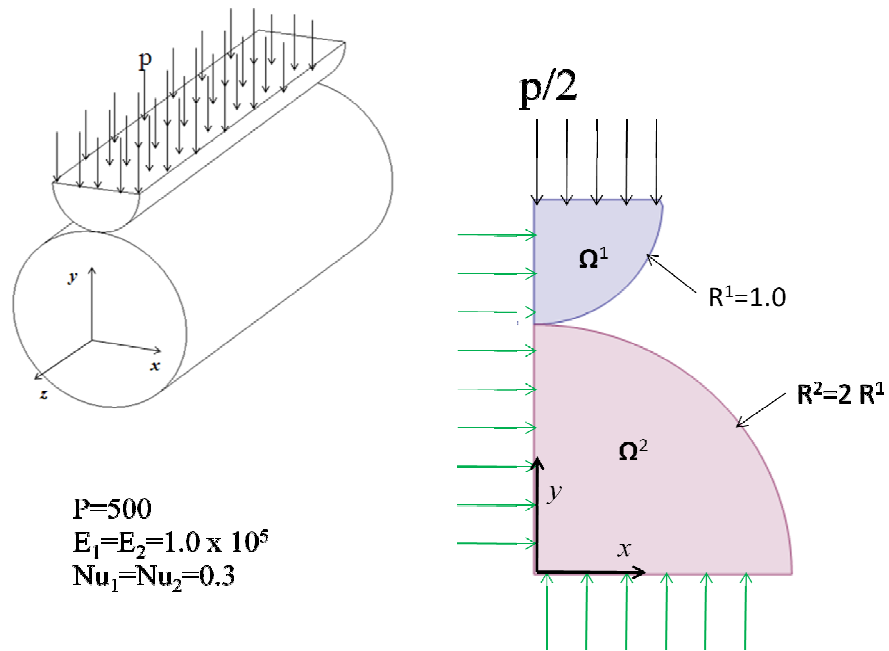 p
y
x
z
P=500
E₁=E₂=1.0 x 10⁵
Nu₁=Nu₂=0.3
p/2
Ω¹
R¹=1.0
R²=2 R¹
Ω²
y
x